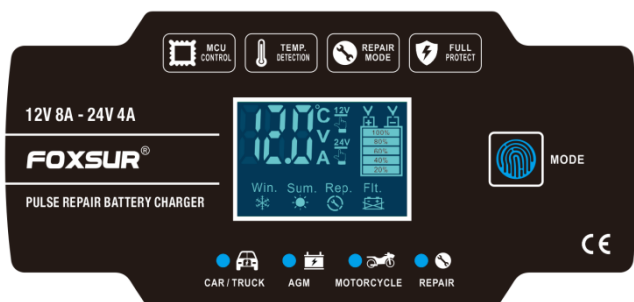 MCU
CONTROL
TEMP.
DETECTION
REPAIR
MODE
FULL
PROTECT
12V 8A - 24V 4A
FOXSUR®
PULSE REPAIR BATTERY CHARGER
12.0 °C V A
12V
24V
V V
+ -
100%
80%
60%
40%
20%
Win. Sum. Rep. Flt.
MODE
CE
CAR / TRUCK AGM MOTORCYCLE REPAIR